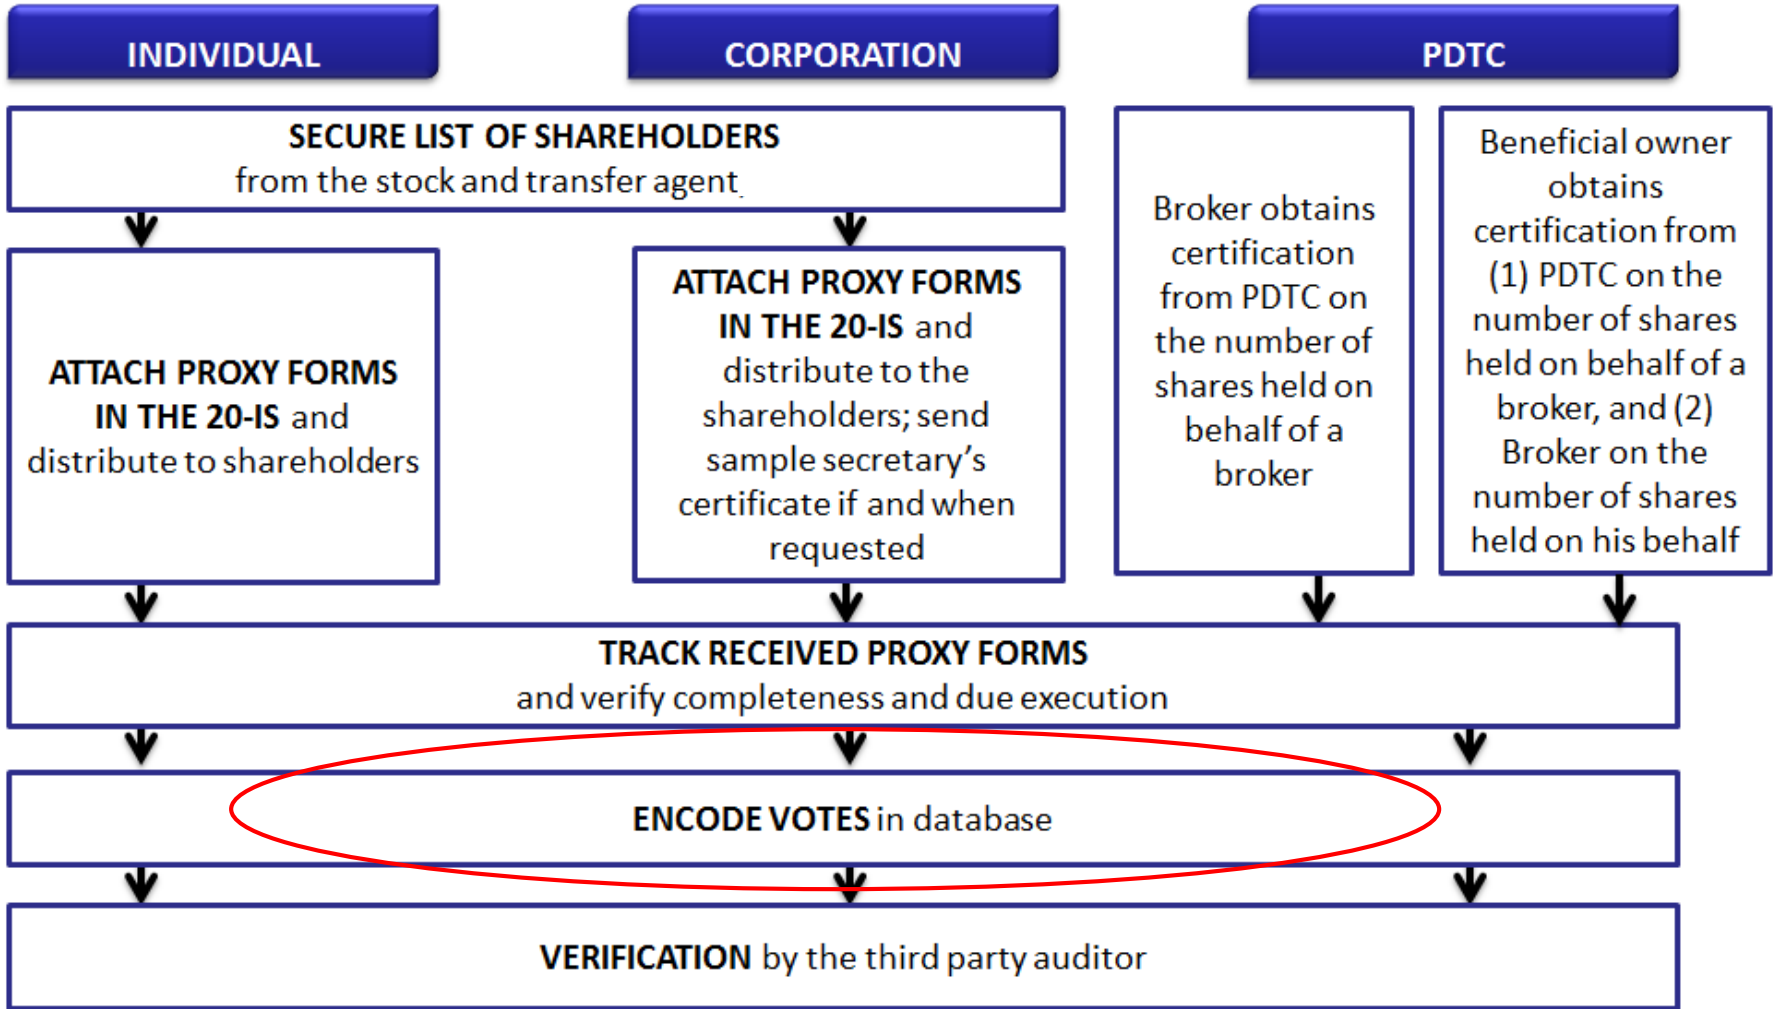 INDIVIDUAL
CORPORATION
PDTC
SECURE LIST OF SHAREHOLDERS
from the stock and transfer agent
ATTACH PROXY FORMS
IN THE 20-IS and
distribute to shareholders
ATTACH PROXY FORMS
IN THE 20-IS and
distribute to the
shareholders; send
sample secretary's
certificate if and when
requested
Broker obtains
certification
from PDTC on
the number of
shares held on
behalf of a
broker
Beneficial owner
obtains
certification from
(1) PDTC on the
number of shares
held on behalf of a
broker, and (2)
Broker on the
number of shares
held on his behalf
TRACK RECEIVED PROXY FORMS
and verify completeness and due execution
ENCODE VOTES in database
VERIFICATION by the third party auditor